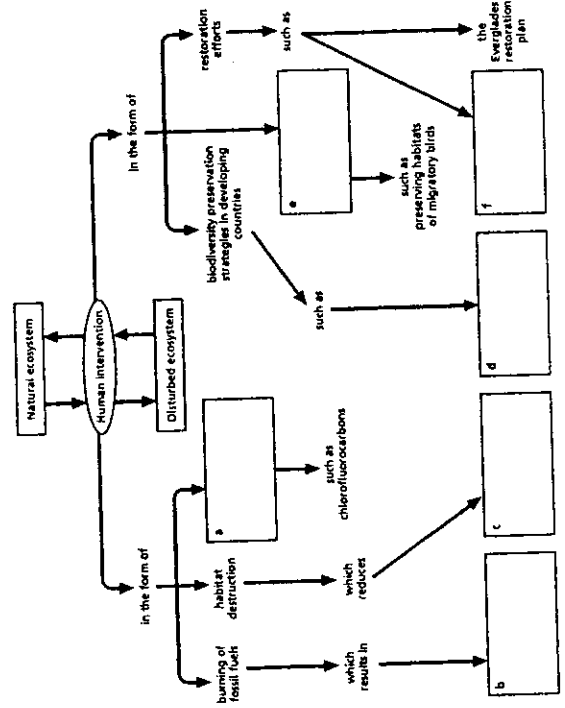 Natural ecosystem
Human intervention
Disturbed ecosystem
in the form of
In the form of
burning of
fossil fuels
habitat
destruction
a
such as
chlorofluorocarbons
which
results in
which
reduces
b
c
biodiversity preservation
strategies in developing
countries
restoration
efforts
such as
such as
e
such as
preserving habitats
of migratory birds
d
f
the
Everglades
restoration
plan